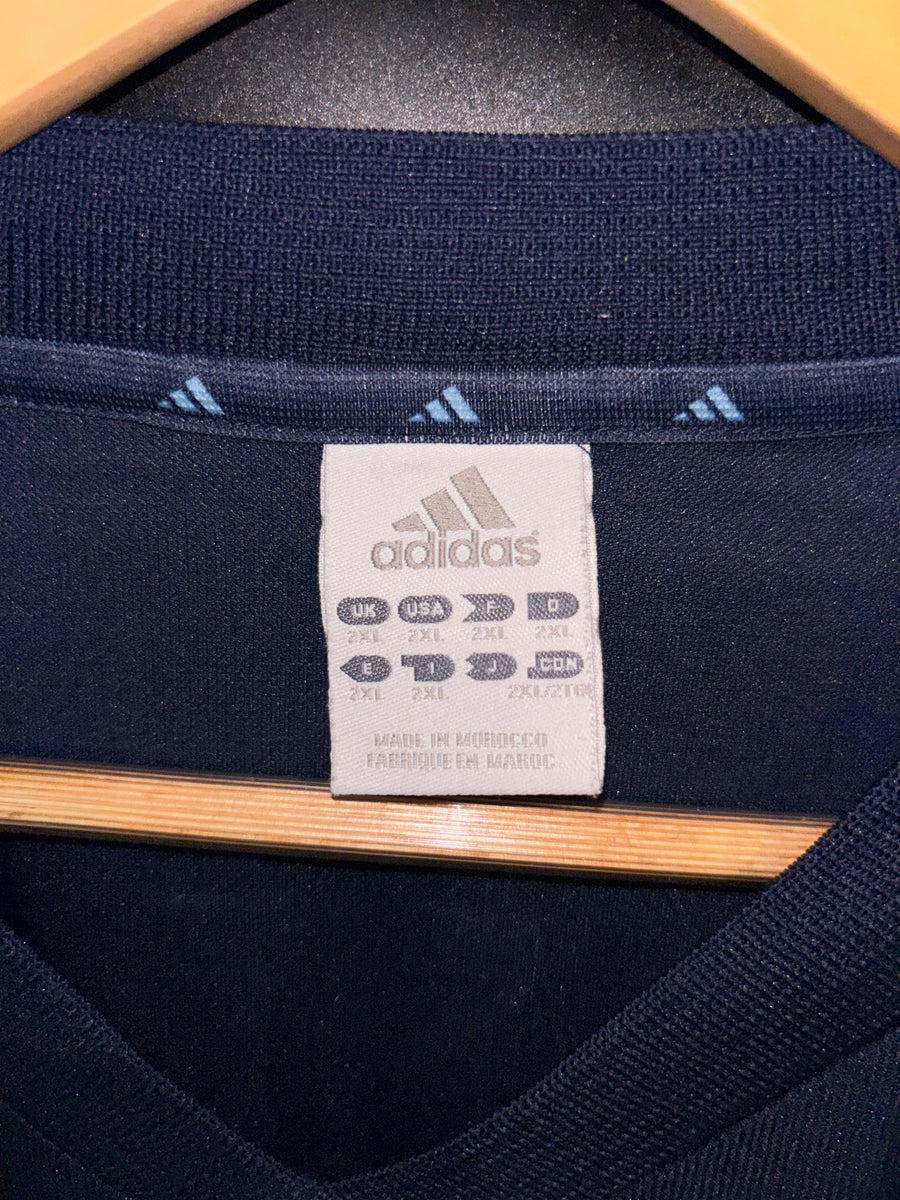 adidas
UK USA F D
2XL 2XL 2XL 2XL
E I J CDN
2XL 2XL 2XL/2TG
MADE IN MOROCCO
FABRIQUE EN MAROC